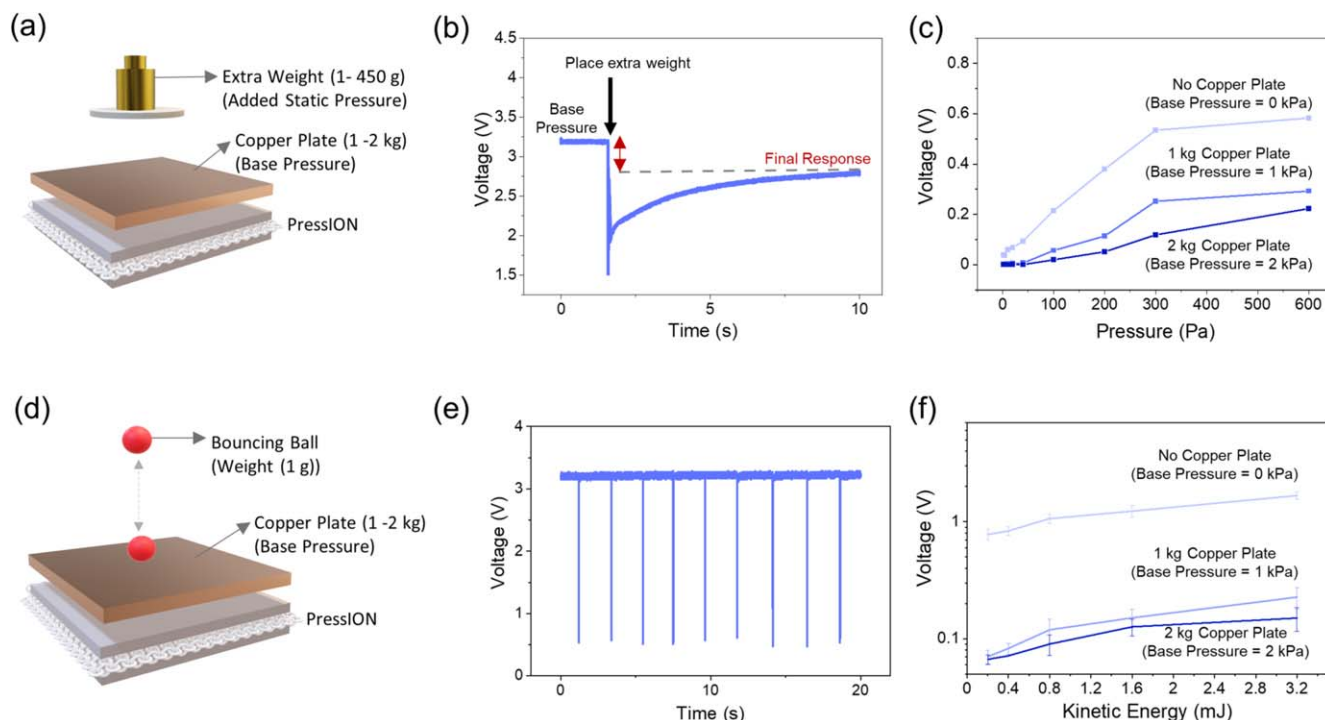 (a)
Extra Weight (1- 450 g)
(Added Static Pressure)
Copper Plate (1 -2 kg)
(Base Pressure)
PressION
(b)
4.5
4.0
3.5
3.0
2.5
2.0
1.5
Voltage (V)
Place extra weight
Base
Pressure
Final Response
0
5
10
Time (s)
(c)
0.8
0.6
0.4
0.2
0
Voltage (V)
No Copper Plate
(Base Pressure = 0 kPa)
1 kg Copper Plate
(Base Pressure = 1 kPa)
2 kg Copper Plate
(Base Pressure = 2 kPa)
0 100 200 300 400 500 600
Pressure (Pa)
(d)
Bouncing Ball
(Weight (1 g))
Copper Plate (1 -2 kg)
(Base Pressure)
PressION
(e)
4
3
2
1
0
Voltage (V)
0
10
20
Time (s)
(f)
1
0.1
Voltage (V)
No Copper Plate
(Base Pressure = 0 kPa)
1 kg Copper Plate
(Base Pressure = 1 kPa)
2 kg Copper Plate
(Base Pressure = 2 kPa)
0 0.4 0.8 1.2 1.6 2.0 2.4 2.8 3.2
Kinetic Energy (mJ)